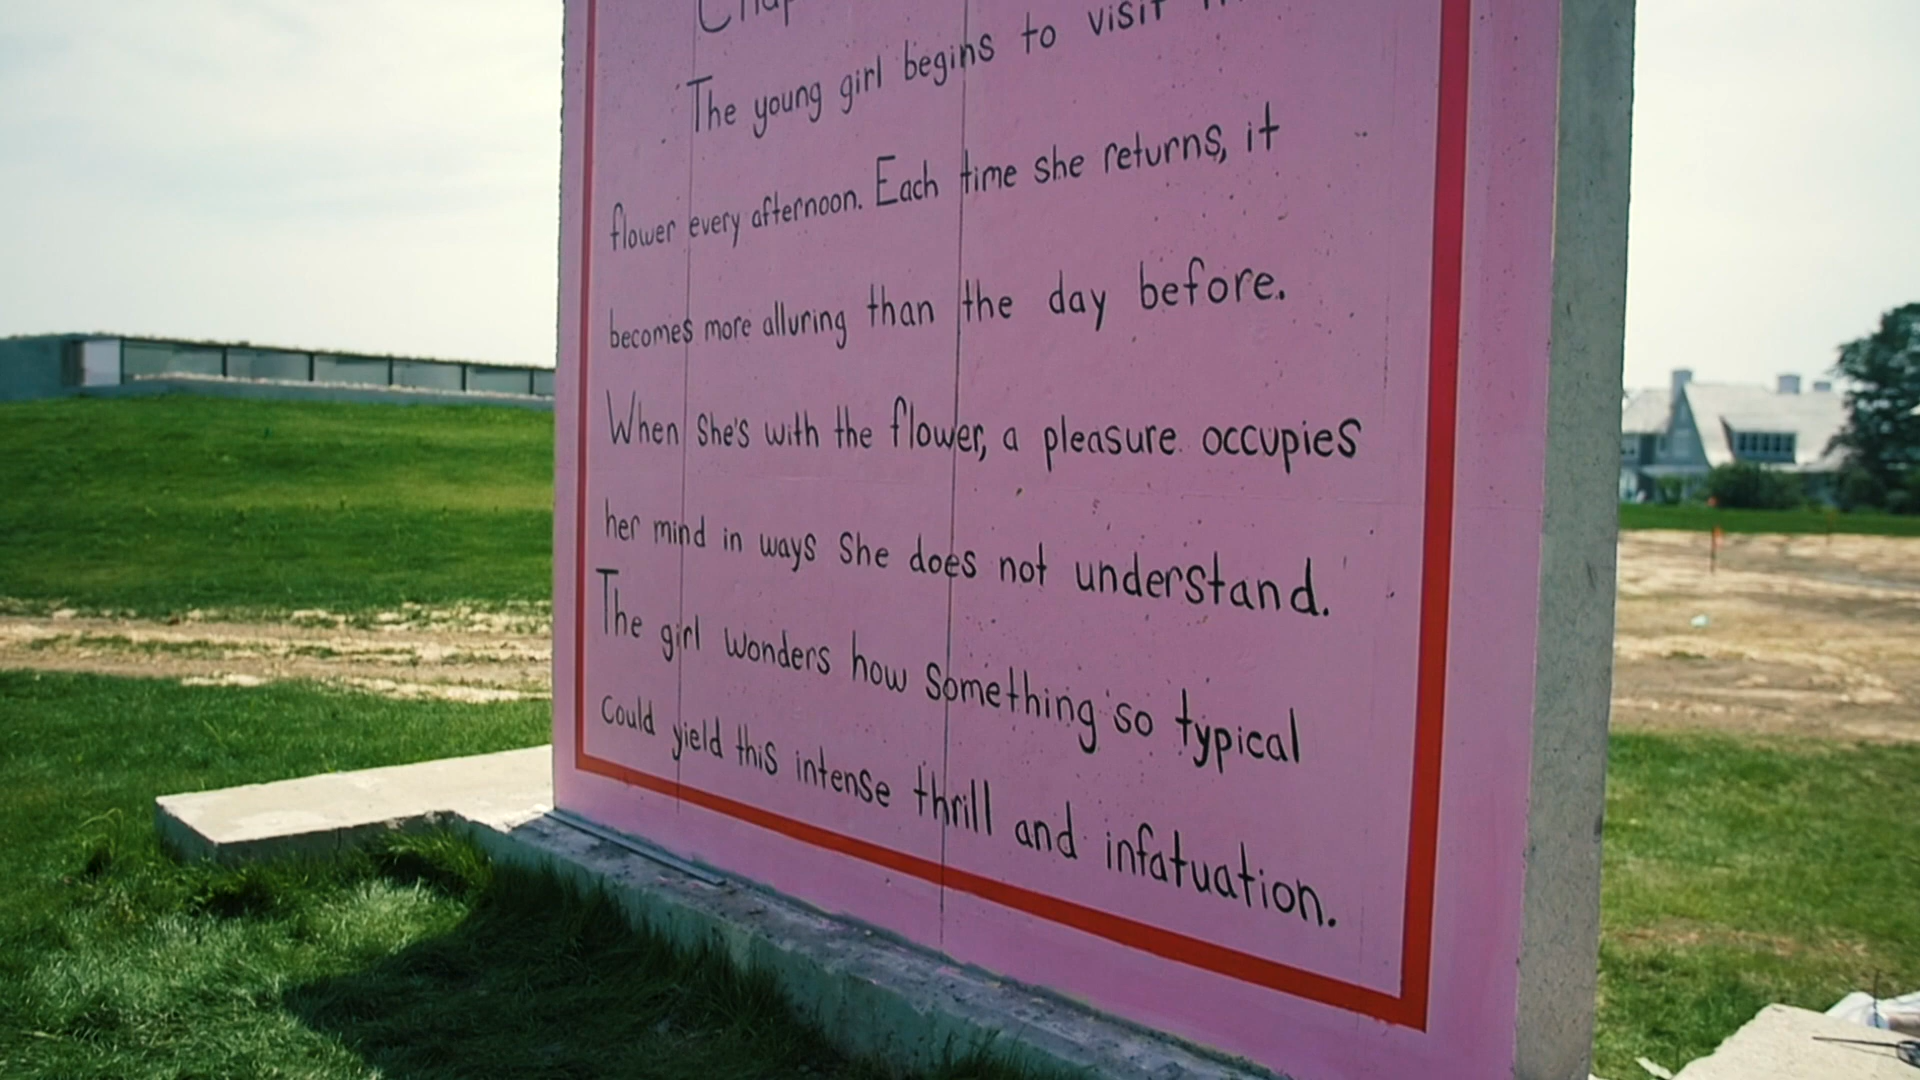 The young girl begins to visit
flower every afternoon. Each time she returns, it
becomes more alluring than the day before.
When she's with the flower, a pleasure occupies
her mind in ways she does not understand.
The girl wonders how something so typical
could yield this intense thrill and infatuation.